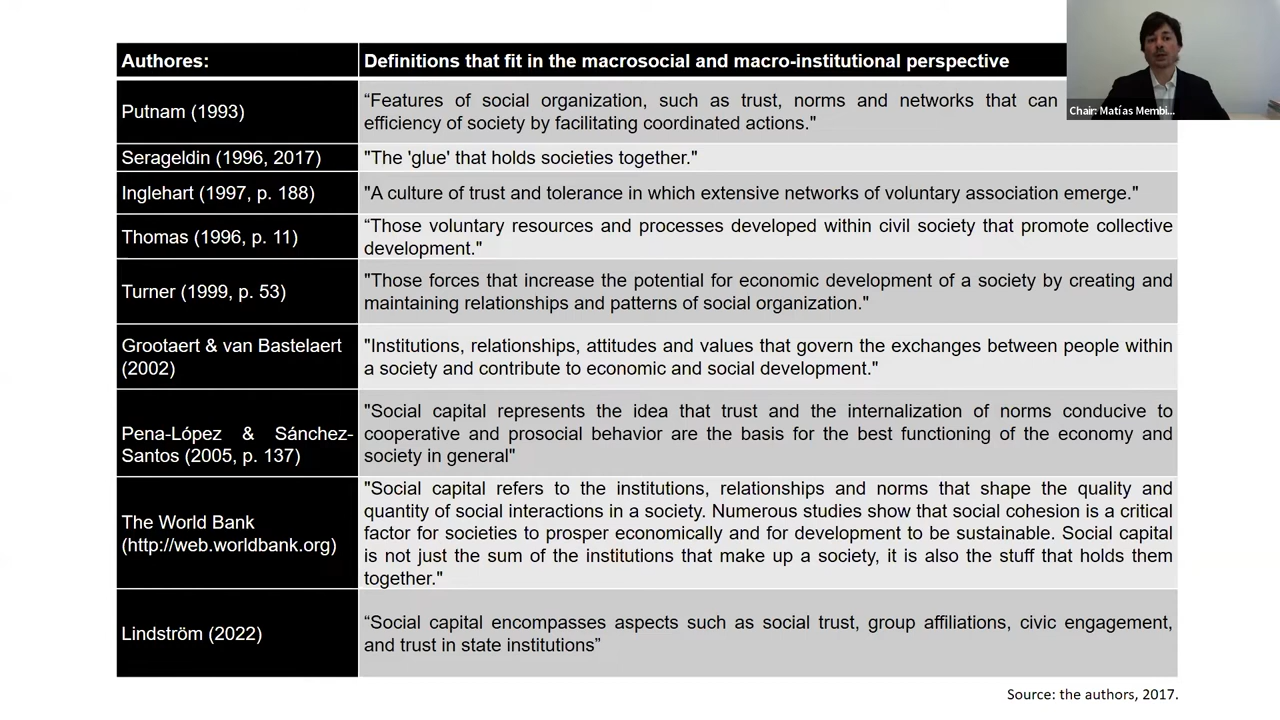 Authores:
Definitions that fit in the macrosocial and macro-institutional perspective
Chair: Matías Membi...
Putnam (1993)
“Features of social organization, such as trust, norms and networks that can
efficiency of society by facilitating coordinated actions."
Serageldin (1996, 2017)
"The 'glue' that holds societies together."
Inglehart (1997, p. 188)
"A culture of trust and tolerance in which extensive networks of voluntary association emerge."
Thomas (1996, p. 11)
“Those voluntary resources and processes developed within civil society that promote collective
development."
Turner (1999, p. 53)
"Those forces that increase the potential for economic development of a society by creating and
maintaining relationships and patterns of social organization."
Grootaert & van Bastelaert
(2002)
"Institutions, relationships, attitudes and values that govern the exchanges between people within
a society and contribute to economic and social development."
Pena-López & Sánchez-
Santos (2005, p. 137)
"Social capital represents the idea that trust and the internalization of norms conducive to
cooperative and prosocial behavior are the basis for the best functioning of the economy and
society in general"
The World Bank
(http://web.worldbank.org)
"Social capital refers to the institutions, relationships and norms that shape the quality and
quantity of social interactions in a society. Numerous studies show that social cohesion is a critical
factor for societies to prosper economically and for development to be sustainable. Social capital
is not just the sum of the institutions that make up a society, it is also the stuff that holds them
together."
Lindström (2022)
“Social capital encompasses aspects such as social trust, group affiliations, civic engagement,
and trust in state institutions”
Source: the authors, 2017.